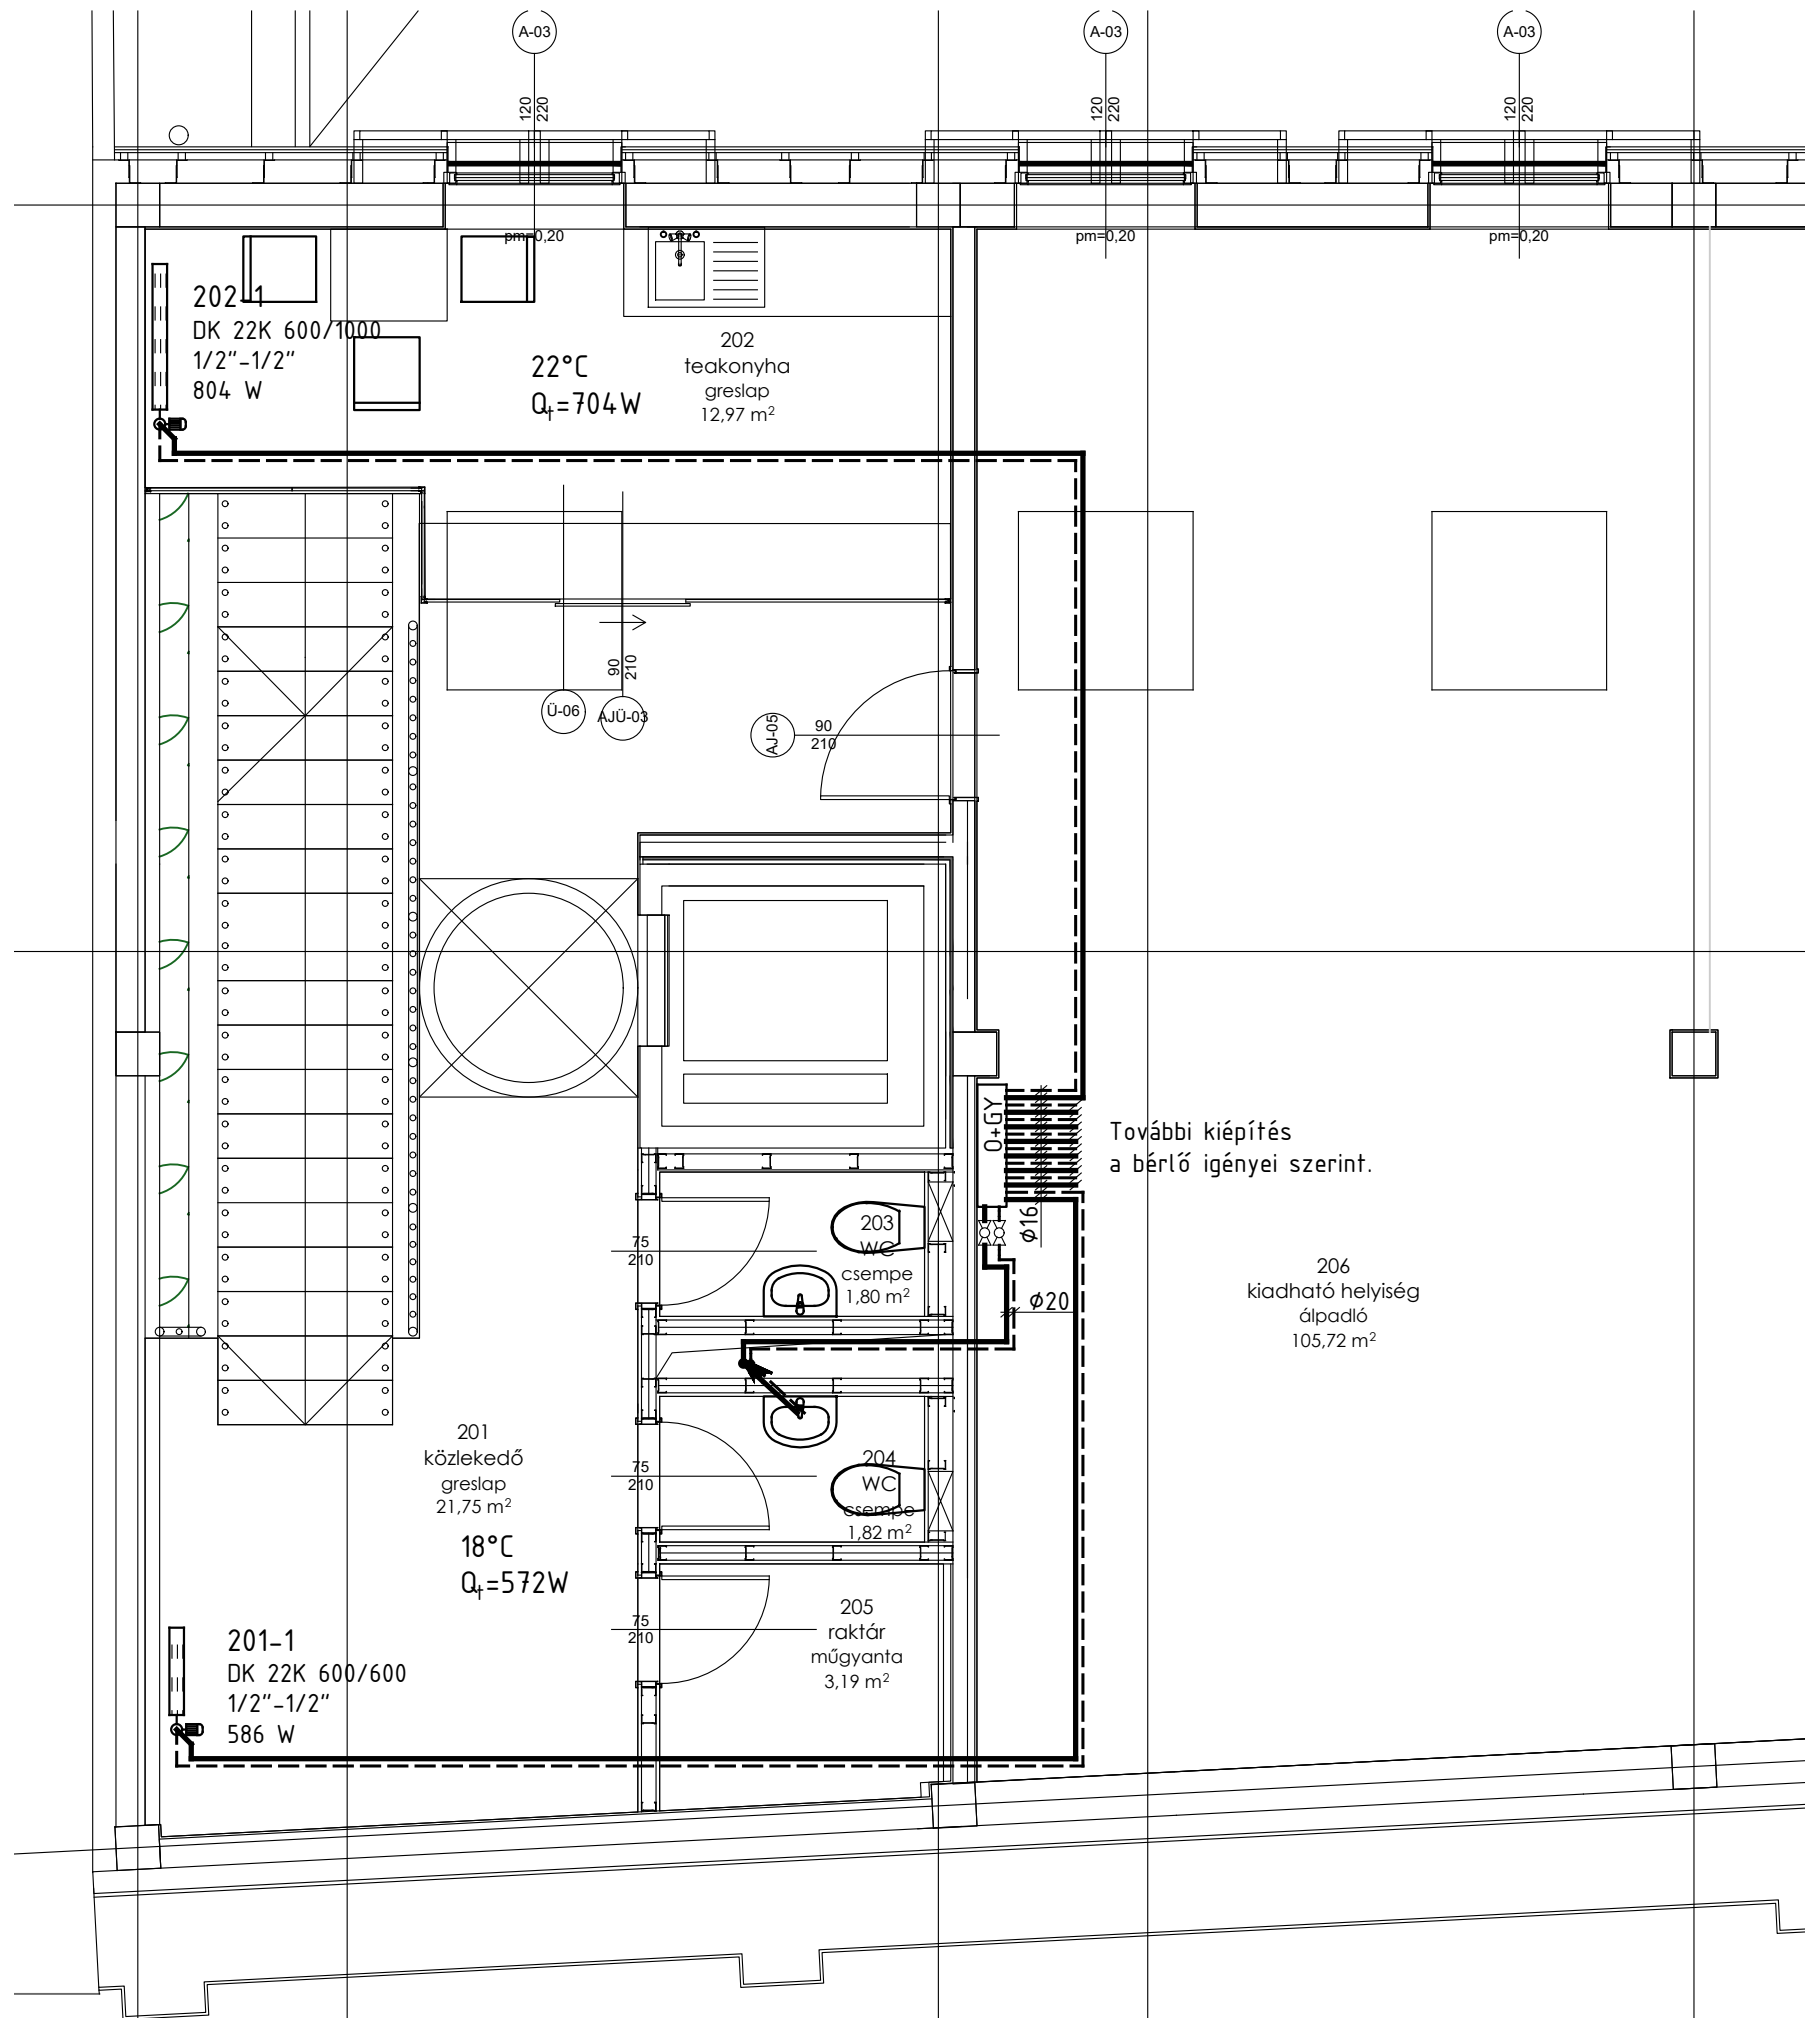 A-03
A-03
A-03
120
220
120
220
120
220
pm=0,20
pm=0,20
pm=0,20
202-1
DK 22K 600/1000
1/2"-1/2"
804 W
22°C
Qt=704W
202
teakonyha
greslap
12,97 m²
90
210
Ü-06
AJÜ-03
AJ-05
90
210
O+GY
További kiépítés
a bérlő igényei szerint.
ϕ16
ϕ20
75
210
203
WC
csempe
1,80 m²
206
kiadható helyiség
álpadló
105,72 m²
201
közlekedő
greslap
21,75 m²
18°C
Qt=572W
75
210
204
WC
csempe
1,82 m²
75
210
205
raktár
műgyanta
3,19 m²
201-1
DK 22K 600/600
1/2"-1/2"
586 W